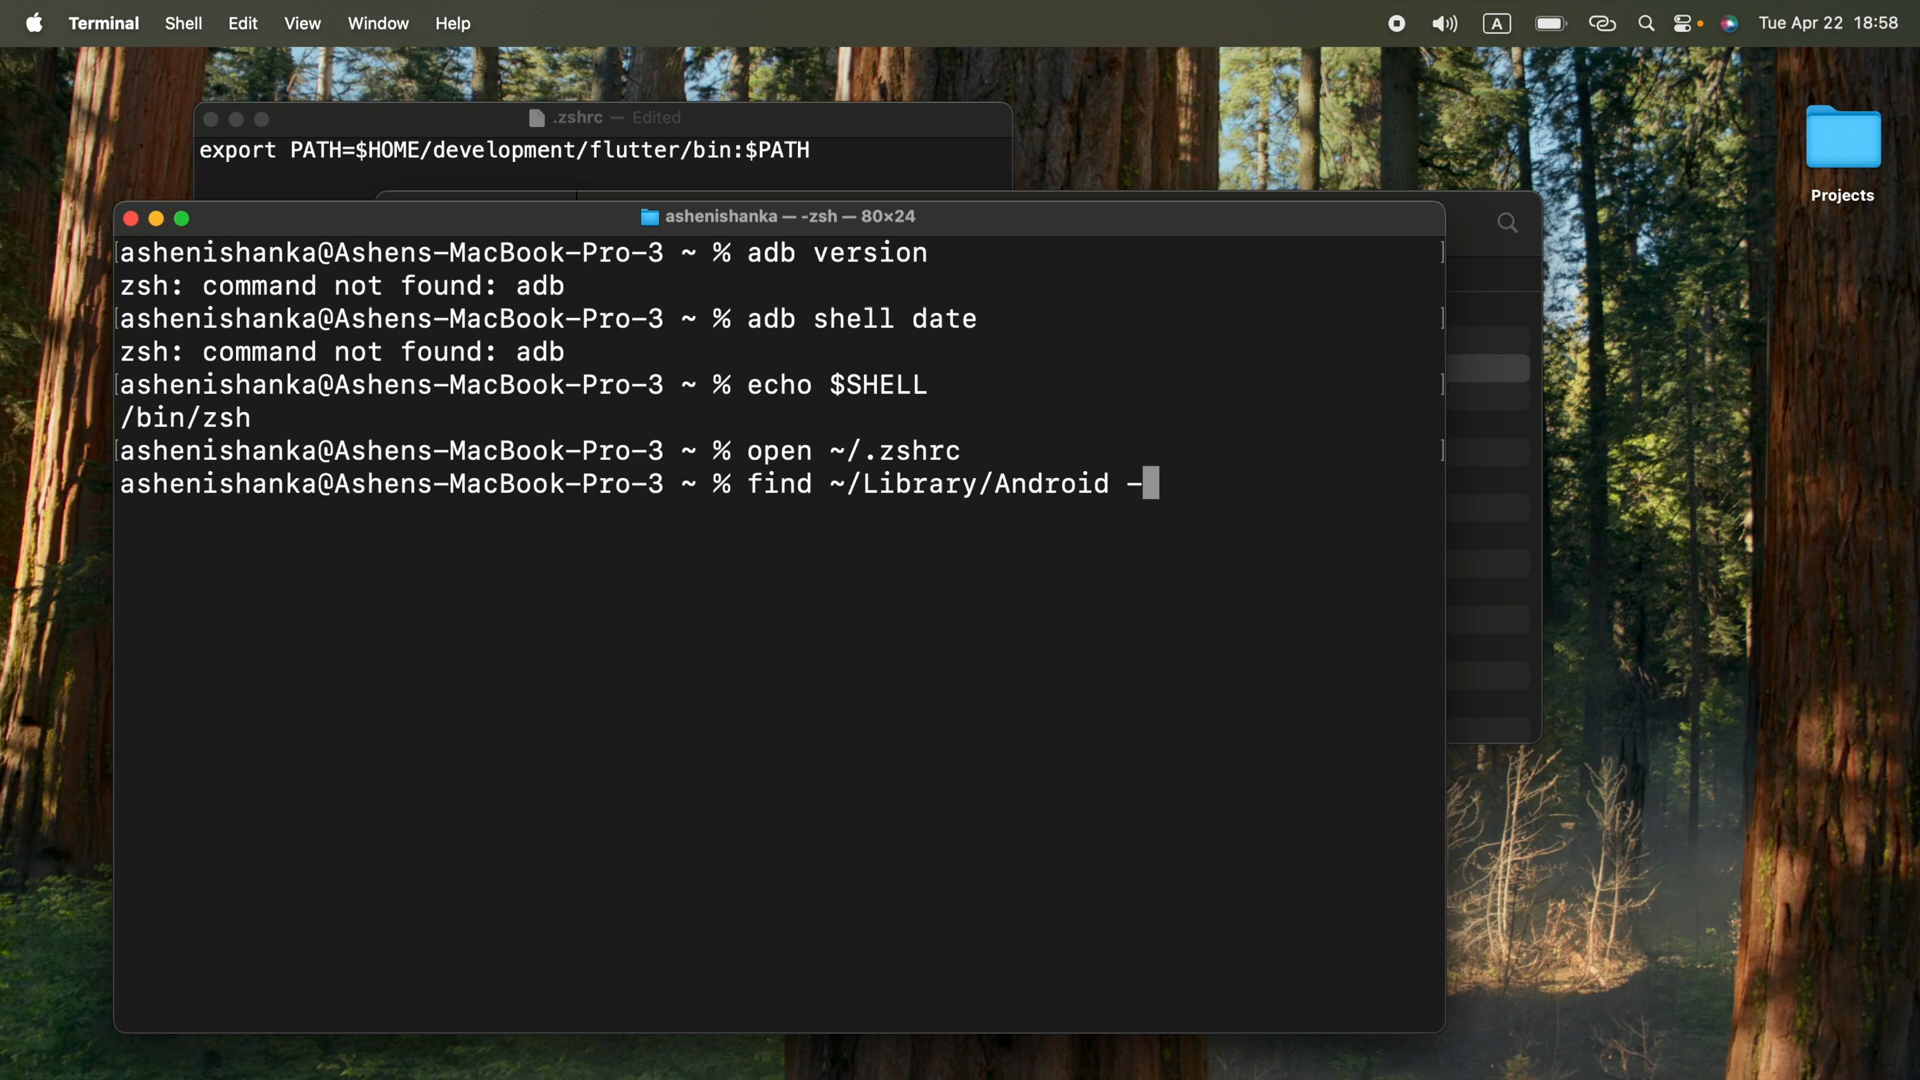 Terminal Shell Edit View Window Help A Tue Apr 22 18:58
.zshrc — Edited
export PATH=$HOME/development/flutter/bin:$PATH
Projects
ashenishanka — -zsh — 80×24
[ashenishanka@Ashens-MacBook-Pro-3 ~ % adb version ]
zsh: command not found: adb
[ashenishanka@Ashens-MacBook-Pro-3 ~ % adb shell date ]
zsh: command not found: adb
[ashenishanka@Ashens-MacBook-Pro-3 ~ % echo $SHELL ]
/bin/zsh
[ashenishanka@Ashens-MacBook-Pro-3 ~ % open ~/.zshrc ]
ashenishanka@Ashens-MacBook-Pro-3 ~ % find ~/Library/Android -